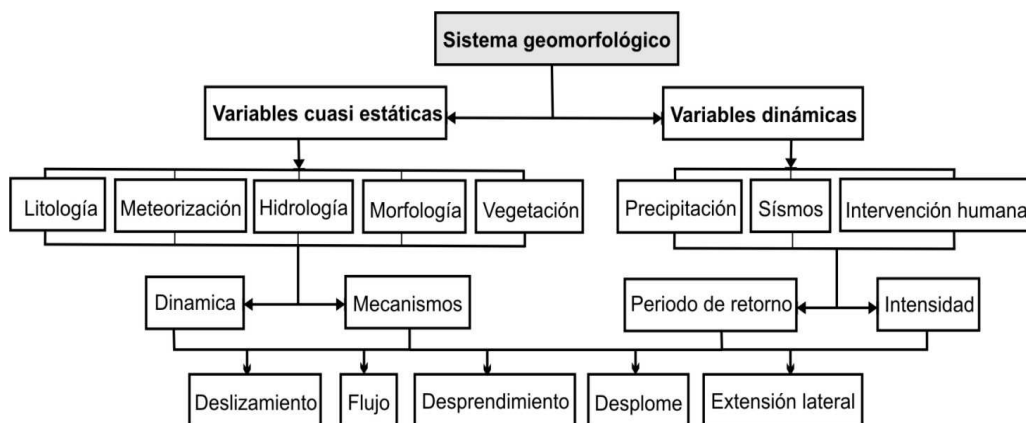 Sistema geomorfológico
Variables cuasi estáticas
Variables dinámicas
Litología
Meteorización
Hidrología
Morfología
Vegetación
Precipitación
Sísmos
Intervención humana
Dinamica
Mecanismos
Periodo de retorno
Intensidad
Deslizamiento
Flujo
Desprendimiento
Desplome
Extensión lateral